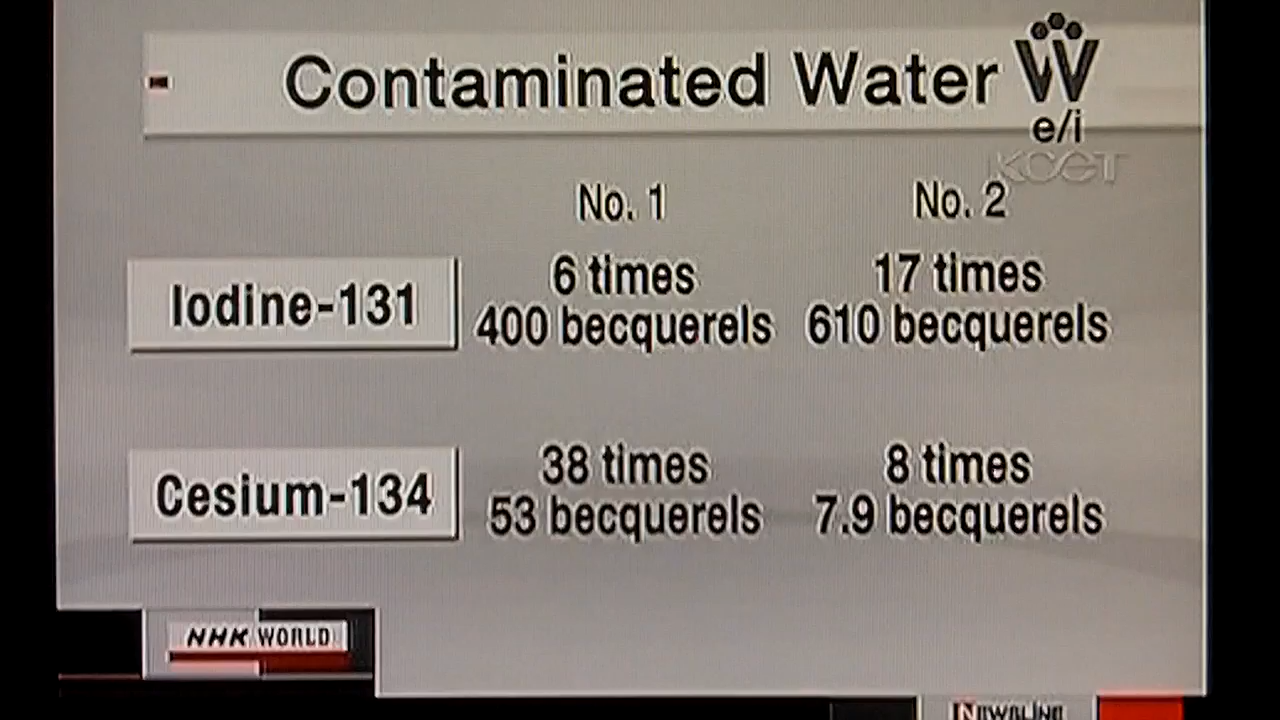 Contaminated Water
W
e/i
KCET
No. 1
No. 2
Iodine-131
6 times
400 becquerels
17 times
610 becquerels
Cesium-134
38 times
53 becquerels
8 times
7.9 becquerels
NHK WORLD
NEWSLINE